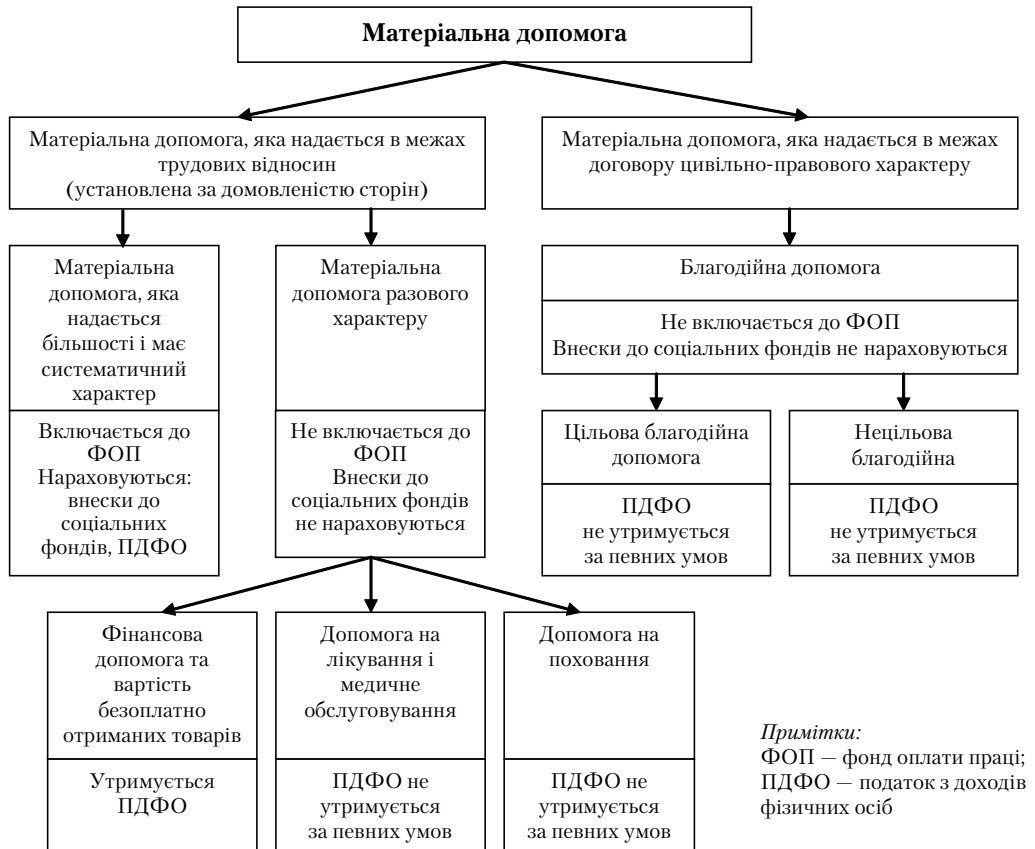 Матеріальна допомога
Матеріальна допомога, яка надається в межах
трудових відносин
(установлена за домовленістю сторін)
Матеріальна допомога, яка надається в межах
договору цивільно-правового характеру
Матеріальна
допомога, яка
надається
більшості і має
систематичний
характер
Включається до
ФОП
Нараховуються:
внески до
соціальних
фондів, ПДФО
Матеріальна
допомога разового
характеру
Не включається до
ФОП
Внески до
соціальних фондів
не нараховуються
Благодійна допомога
Не включається до ФОП
Внески до соціальних фондів не нараховуються
Цільова благодійна
допомога
ПДФО
не утримується
за певних умов
Нецільова
благодійна
ПДФО
не утримується
за певних умов
Фінансова
допомога та
вартість
безоплатно
отриманих товарів
Утримується
ПДФО
Допомога на
лікування і
медичне
обслуговування
ПДФО не
утримується
за певних умов
Допомога на
поховання
ПДФО не
утримується
за певних умов
Примітки:
ФОП — фонд оплати праці;
ПДФО — податок з доходів
фізичних осіб